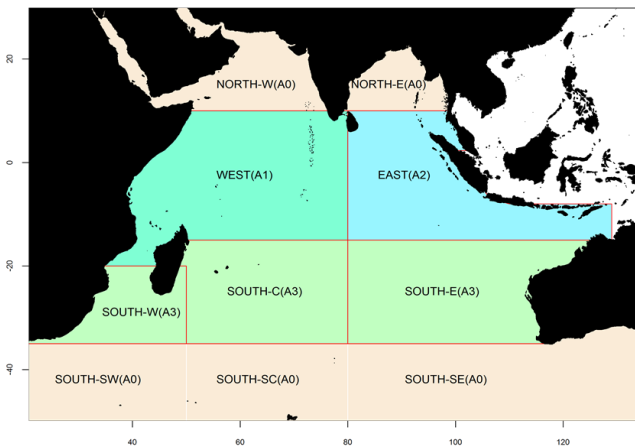 20
NORTH-W(A0) NORTH-E(A0)
0
WEST(A1) EAST(A2)
-20
SOUTH-C(A3) SOUTH-E(A3)
SOUTH-W(A3)
-40
SOUTH-SW(A0) SOUTH-SC(A0) SOUTH-SE(A0)
40 60 80 100 120